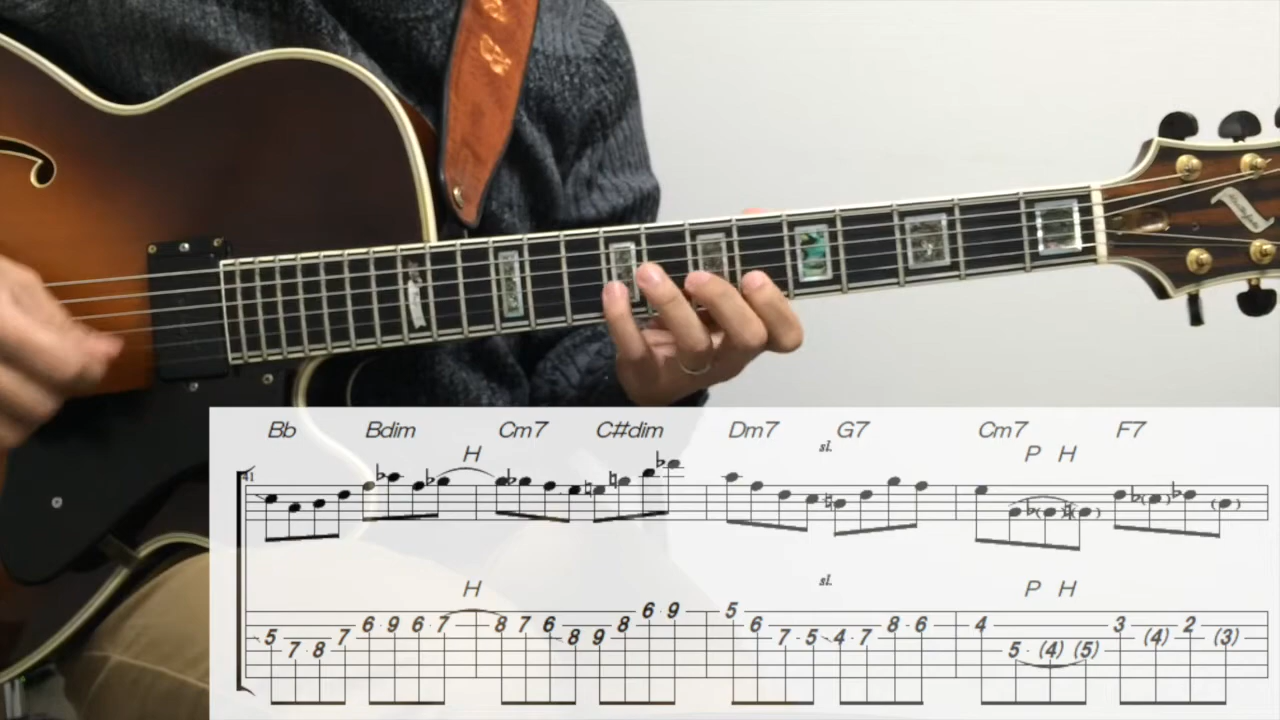 Bb Bdim Cm7 C#dim Dm7 G7 Cm7 F7
H sl. P H
41
H sl. P H
5 7 8 7 6 9 6 7 8 7 6 8 9 8 6 9 5 6 7 5 4 7 8 6 4 5 (4) (5) 3 (4) 2 (3)